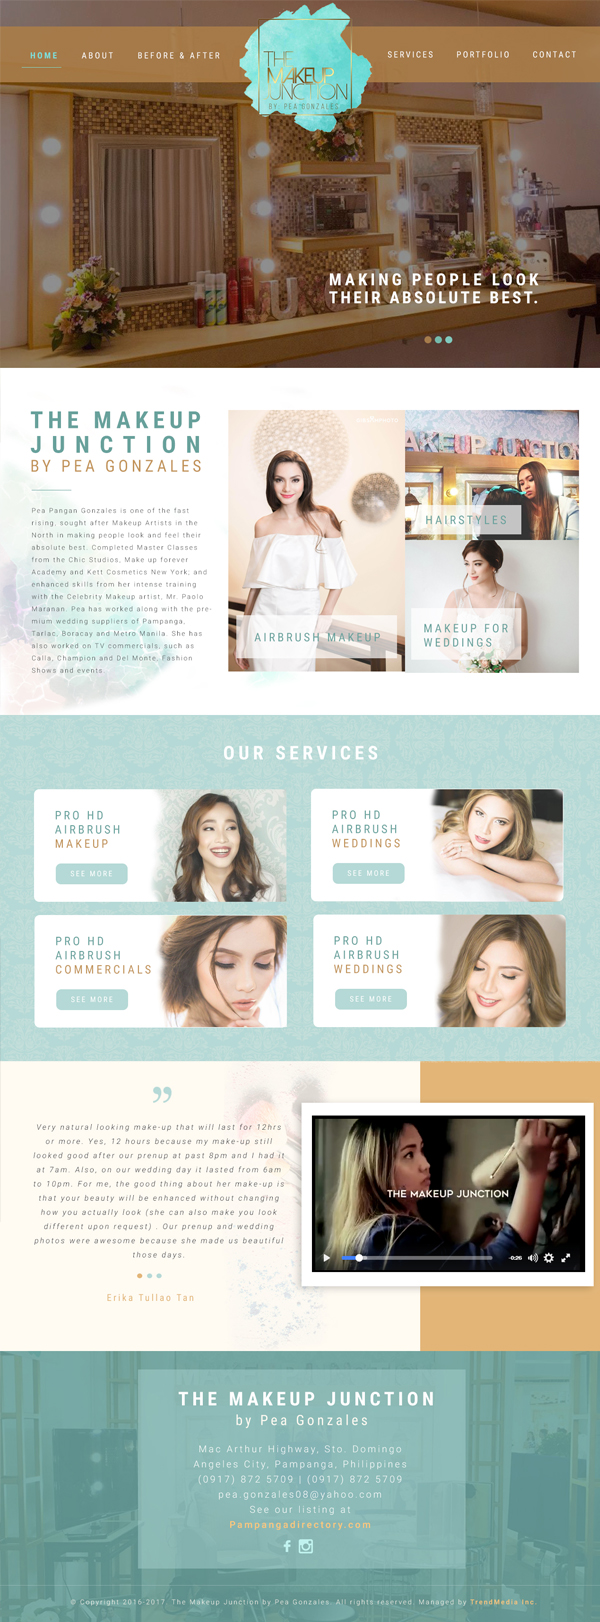 HOME ABOUT BEFORE & AFTER
THE
MAKEUP
JUNCTION
BY PEA GONZALES
SERVICES PORTFOLIO CONTACT
MAKING PEOPLE LOOK
THEIR ABSOLUTE BEST.
THE MAKEUP
JUNCTION
BY PEA GONZALES
Pea Pangan Gonzales is one of the fast
rising, sought after Makeup Artists in the
North in making people look and feel their
absolute best. Completed Master Classes
from the Chic Studios, Make up forever
Academy and Kett Cosmetics New York, and
enhanced skills from her intense training
with the Celebrity Makeup artist, Mr. Paolo
Maranan. Pea has worked along with the pre-
mium wedding suppliers of Pampanga,
Tarlac, Boracay and Metro Manila. She has
also worked on TV commercials, such as
Calla, Champion and Del Monte, Fashion
Shows and events.
AIRBRUSH MAKEUP
AKEUP JUNCTION
HAIRSTYLES
MAKEUP FOR
WEDDINGS
OUR SERVICES
PRO HD
AIRBRUSH
MAKEUP
SEE MORE
PRO HD
AIRBRUSH
WEDDINGS
SEE MORE
PRO HD
AIRBRUSH
COMMERCIALS
SEE MORE
PRO HD
AIRBRUSH
WEDDINGS
SEE MORE
”
Very natural looking make-up that will last for 12hrs
or more. Yes, 12 hours because my make-up still
looked good after our prenup at past 8pm and I had it
at 7am. Also, on our wedding day it lasted from 6am
to 10pm. For me, the good thing about her make-up is
that your beauty will be enhanced without changing
how you actually look (she can also make you look
different upon request) . Our prenup and wedding
photos were awesome because she made us beautiful
those days.
Erika Tullao Tan
THE MAKEUP JUNCTION
-0:26
THE MAKEUP JUNCTION
by Pea Gonzales
Mac Arthur Highway, Sto. Domingo
Angeles City, Pampanga, Philippines
(0917) 872 5709 | (0917) 872 5709
pea.gonzales08@yahoo.com
See our listing at
Pampangadirectory.com
© Copyright 2016-2017. The Makeup Junction by Pea Gonzales. All rights reserved. Managed by TrendMedia Inc.